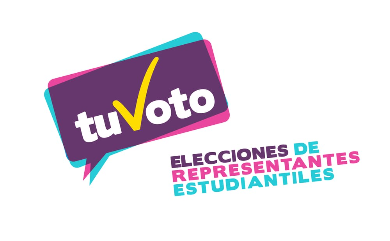 tuVoto
ELECCIONES DE
REPRESENTANTES
ESTUDIANTILES